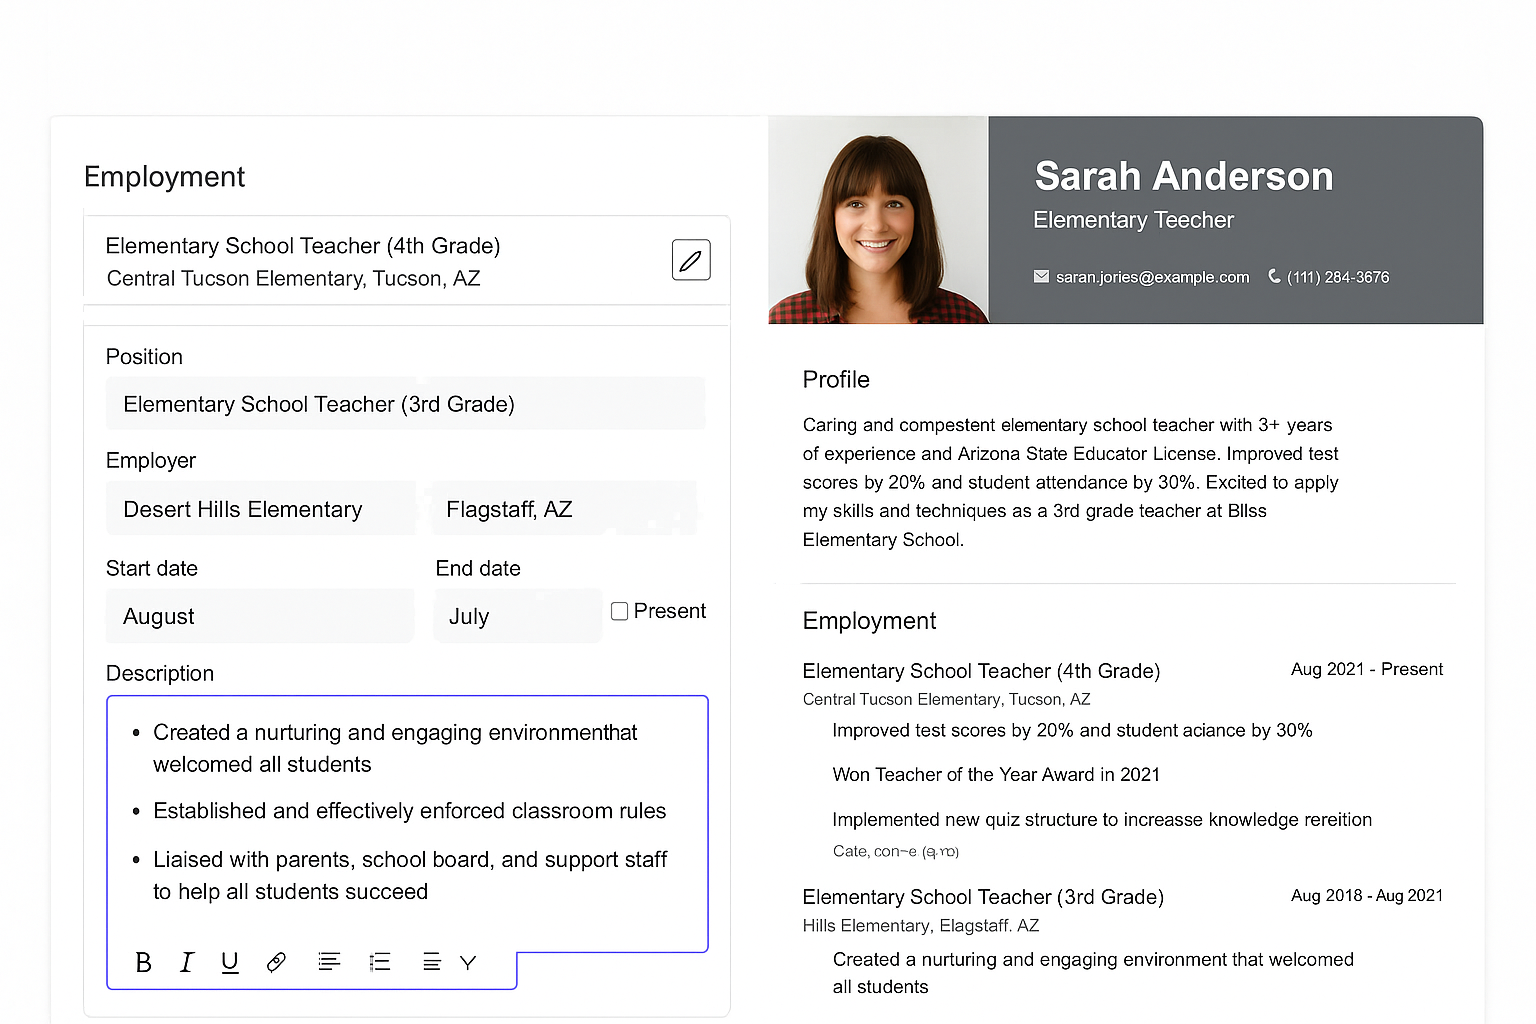 Employment
Elementary School Teacher (4th Grade)
Central Tucson Elementary, Tucson, AZ
Position
Elementary School Teacher (3rd Grade)
Employer
Desert Hills Elementary
Flagstaff, AZ
Start date
End date
August
July
Present
Description
• Created a nurturing and engaging environmenthat
welcomed all students
• Established and effectively enforced classroom rules
• Liaised with parents, school board, and support staff
to help all students succeed
B I U
Sarah Anderson
Elementary Teecher
saran.jories@example.com (111) 284-3676
Profile
Caring and compestent elementary school teacher with 3+ years
of experience and Arizona State Educator License. Improved test
scores by 20% and student attendance by 30%. Excited to apply
my skills and techniques as a 3rd grade teacher at Bllss
Elementary School.
Employment
Elementary School Teacher (4th Grade) Aug 2021 - Present
Central Tucson Elementary, Tucson, AZ
Improved test scores by 20% and student aciance by 30%
Won Teacher of the Year Award in 2021
Implemented new quiz structure to increasse knowledge rereition
Cate,
Elementary School Teacher (3rd Grade) Aug 2018 - Aug 2021
Hills Elementary, Elagstaff. AZ
Created a nurturing and engaging environment that welcomed
all students